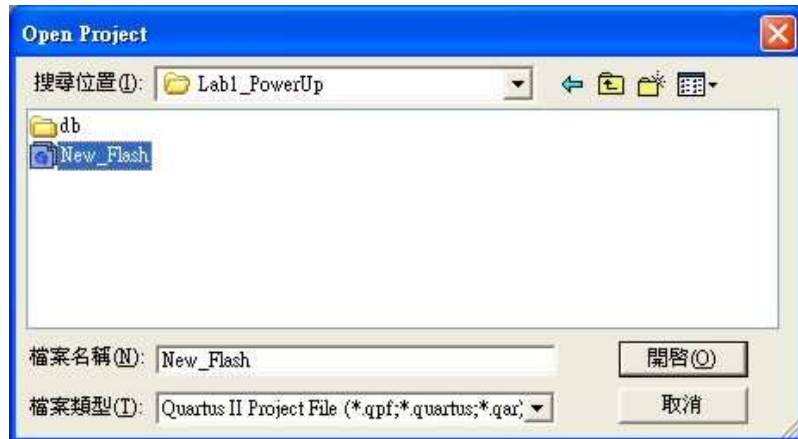 Open Project
搜尋位置(I): Lab1_PowerUp
db
New_Flash
檔案名稱(N): New_Flash 開啓(O)
檔案類型(T): Quartus II Project File (*.qpf;*.quartus;*.qar) 取消